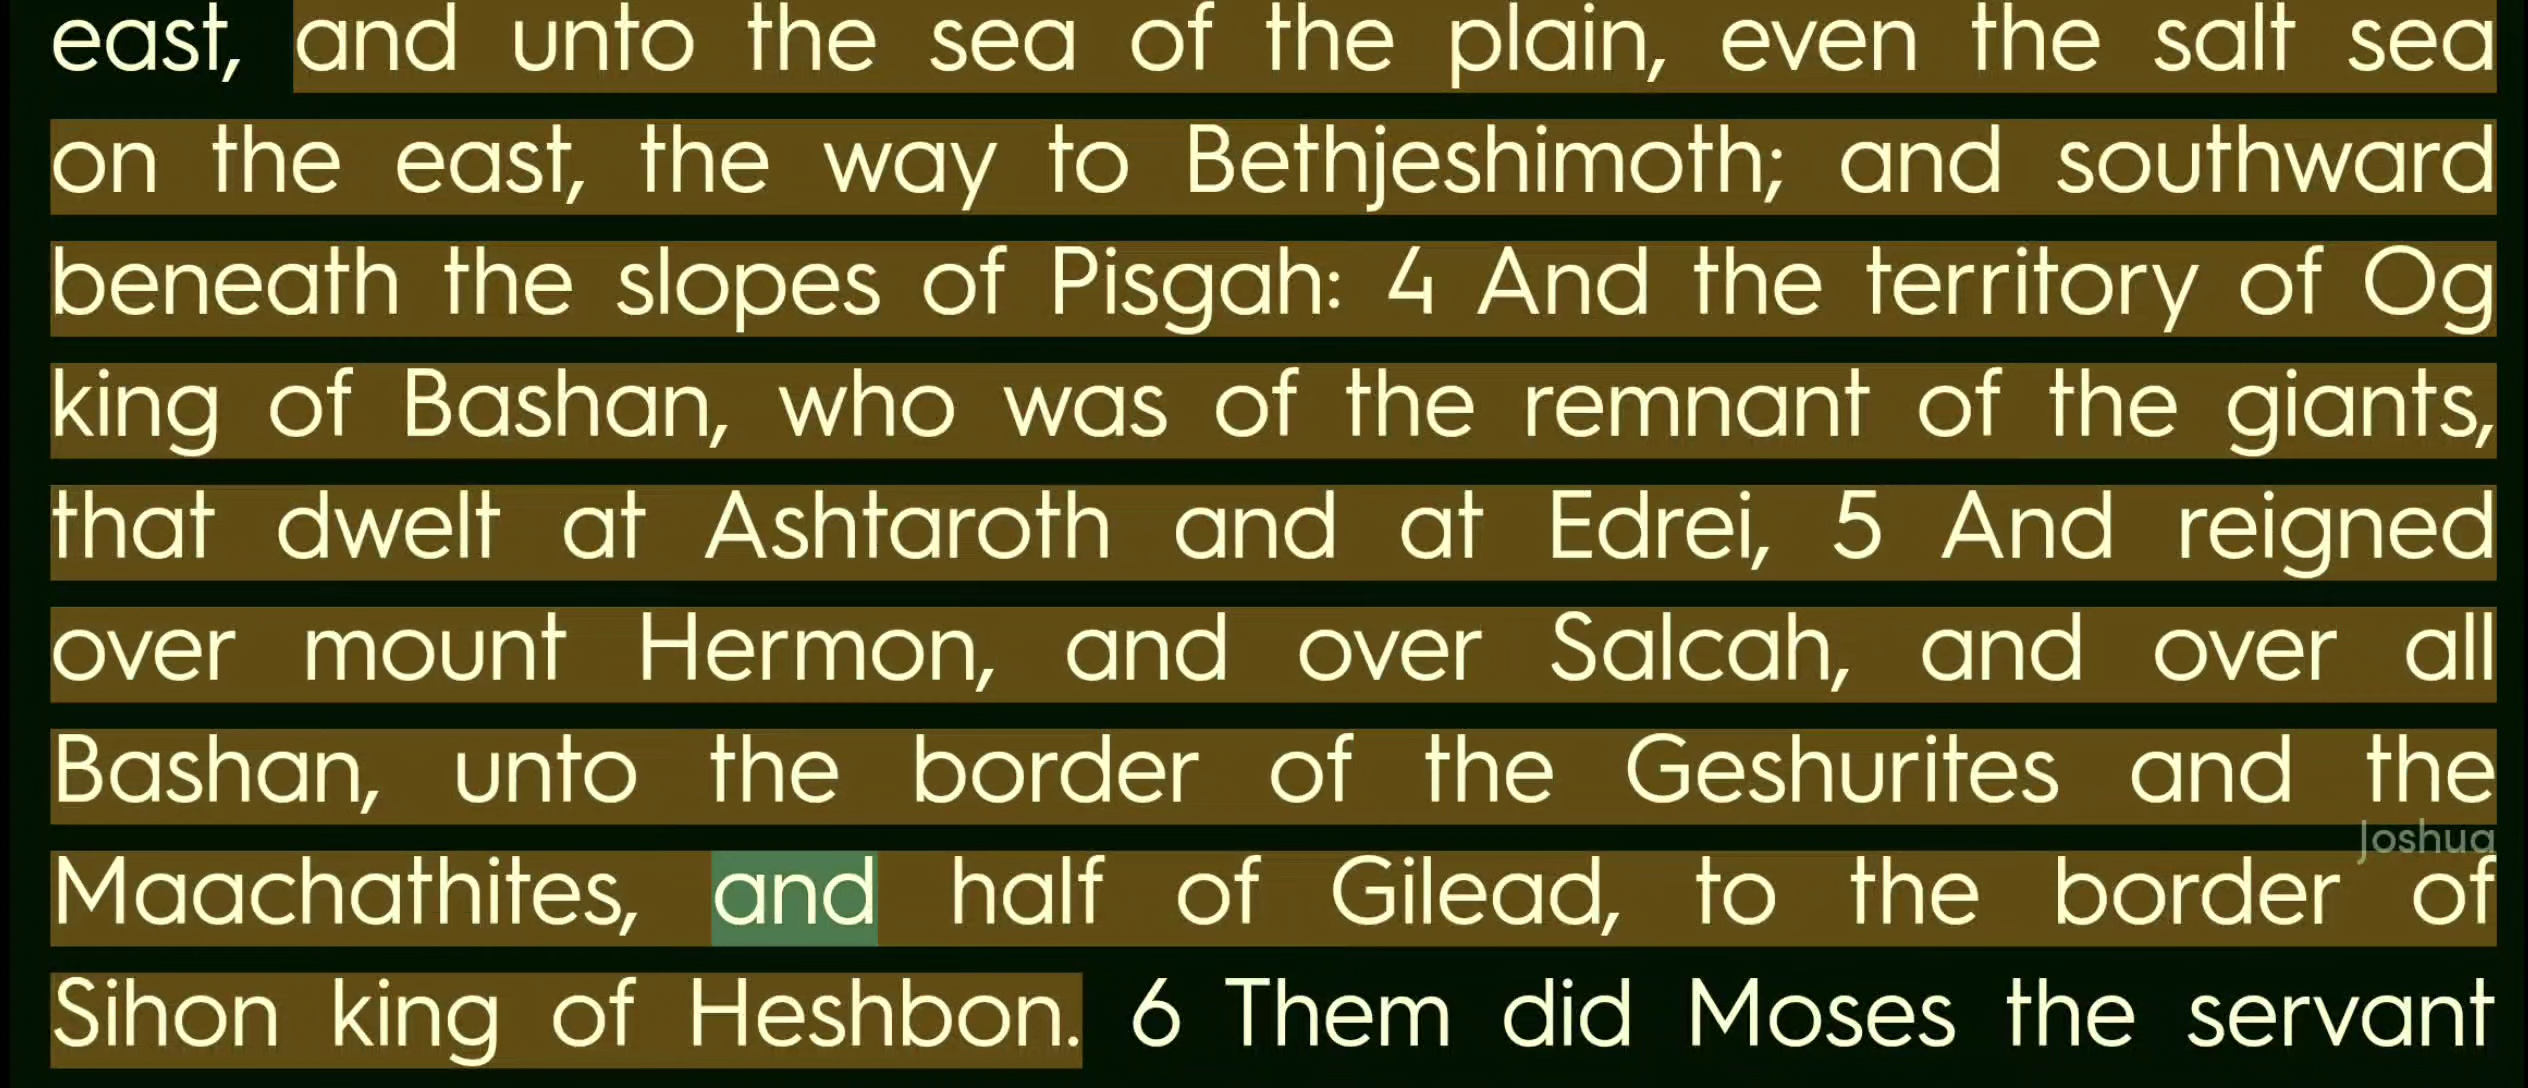 east, and unto the sea of the plain, even the salt sea
on the east, the way to Bethjeshimoth; and southward
beneath the slopes of Pisgah: 4 And the territory of Og
king of Bashan, who was of the remnant of the giants,
that dwelt at Ashtaroth and at Edrei, 5 And reigned
over mount Hermon, and over Salcah, and over all
Bashan, unto the border of the Geshurites and the
Joshua
Maachathites, and half of Gilead, to the border of
Sihon king of Heshbon. 6 Them did Moses the servant